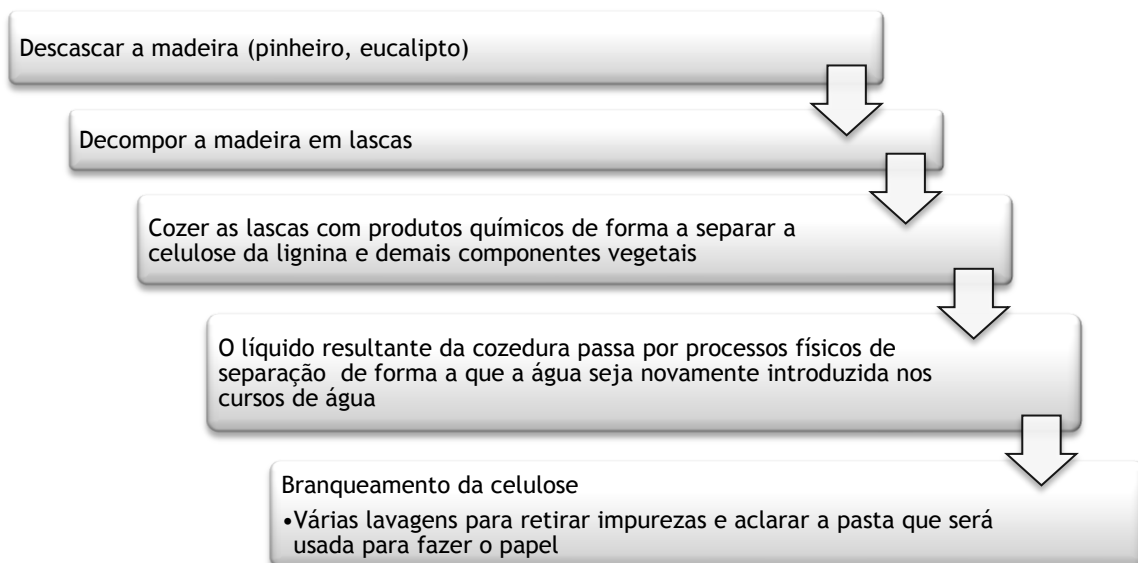 Descascar a madeira (pinheiro, eucalipto)
Decompor a madeira em lascas
Cozer as lascas com produtos químicos de forma a separar a
celulose da lignina e demais componentes vegetais
O líquido resultante da cozedura passa por processos físicos de
separação de forma a que a água seja novamente introduzida nos
cursos de água
Branqueamento da celulose
•Várias lavagens para retirar impurezas e aclarar a pasta que será
usada para fazer o papel